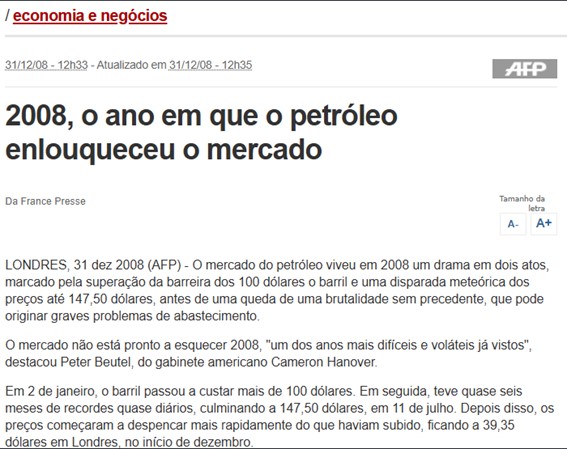 / economia e negócios
31/12/08 - 12h33 - Atualizado em 31/12/08 - 12h35
AFP
2008, o ano em que o petróleo
enlouqueceu o mercado
Da France Presse
Tamanho da
letra
A- A+
LONDRES, 31 dez 2008 (AFP) - O mercado do petróleo viveu em 2008 um drama em dois atos,
marcado pela superação da barreira dos 100 dólares o barril e uma disparada meteórica dos
preços até 147,50 dólares, antes de uma queda de uma brutalidade sem precedente, que pode
originar graves problemas de abastecimento.
O mercado não está pronto a esquecer 2008, "um dos anos mais difíceis e voláteis já vistos",
destacou Peter Beutel, do gabinete americano Cameron Hanover.
Em 2 de janeiro, o barril passou a custar mais de 100 dólares. Em seguida, teve quase seis
meses de recordes quase diários, culminando a 147,50 dólares, em 11 de julho. Depois disso, os
preços começaram a despencar mais rapidamente do que haviam subido, ficando a 39,35
dólares em Londres, no início de dezembro.